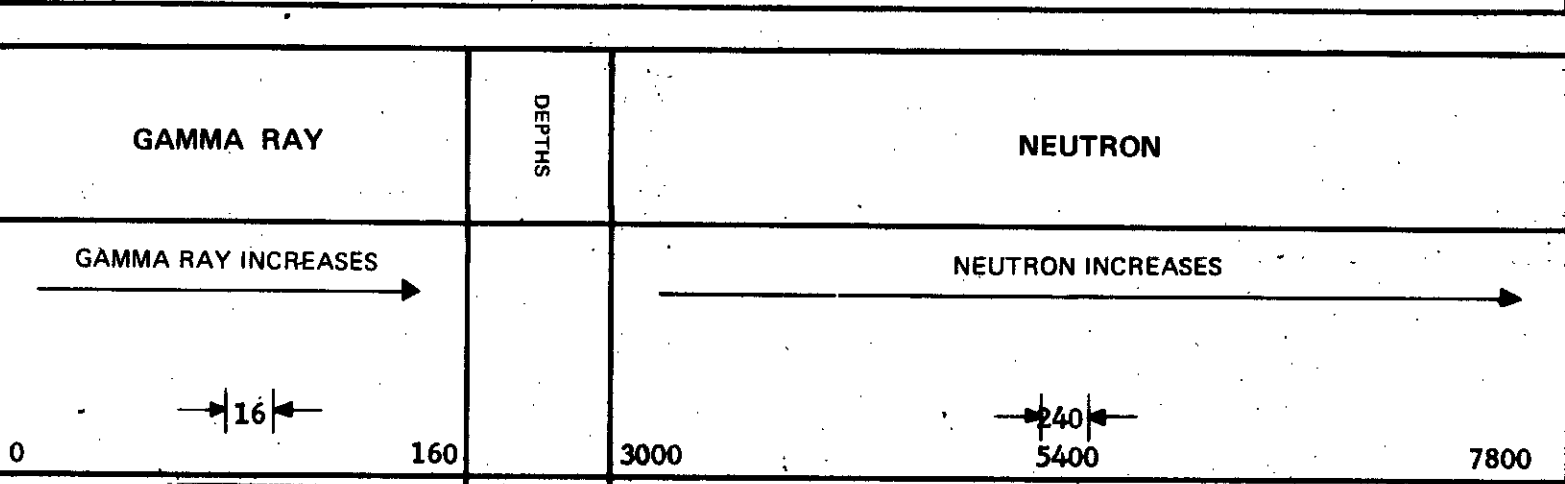 GAMMA RAY
DEPTHS
NEUTRON
GAMMA RAY INCREASES
NEUTRON INCREASES
16
240
0 160 3000 5400 7800